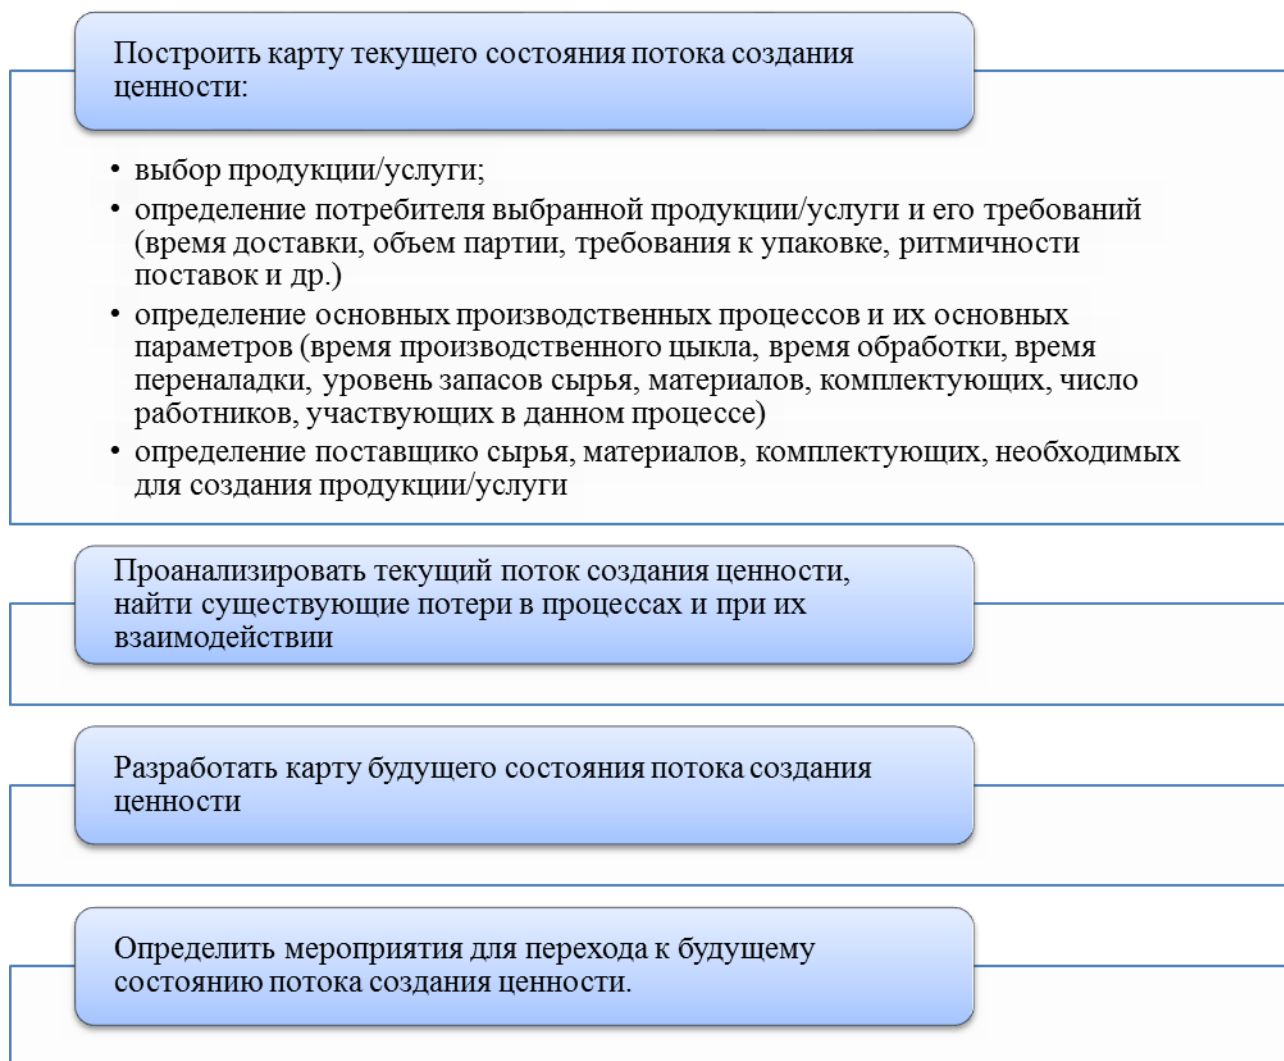 Построить карту текущего состояния потока создания
ценности:
• выбор продукции/услуги;
• определение потребителя выбранной продукции/услуги и его требований
(время доставки, объем партии, требования к упаковке, ритмичности
поставок и др.)
• определение основных производственных процессов и их основных
параметров (время производственного цикла, время обработки, время
переналадки, уровень запасов сырья, материалов, комплектующих, число
работников, участвующих в данном процессе)
• определение поставщико сырья, материалов, комплектующих, необходимых
для создания продукции/услуги
Проанализировать текущий поток создания ценности,
найти существующие потери в процессах и при их
взаимодействии
Разработать карту будущего состояния потока создания
ценности
Определить мероприятия для перехода к будущему
состоянию потока создания ценности.